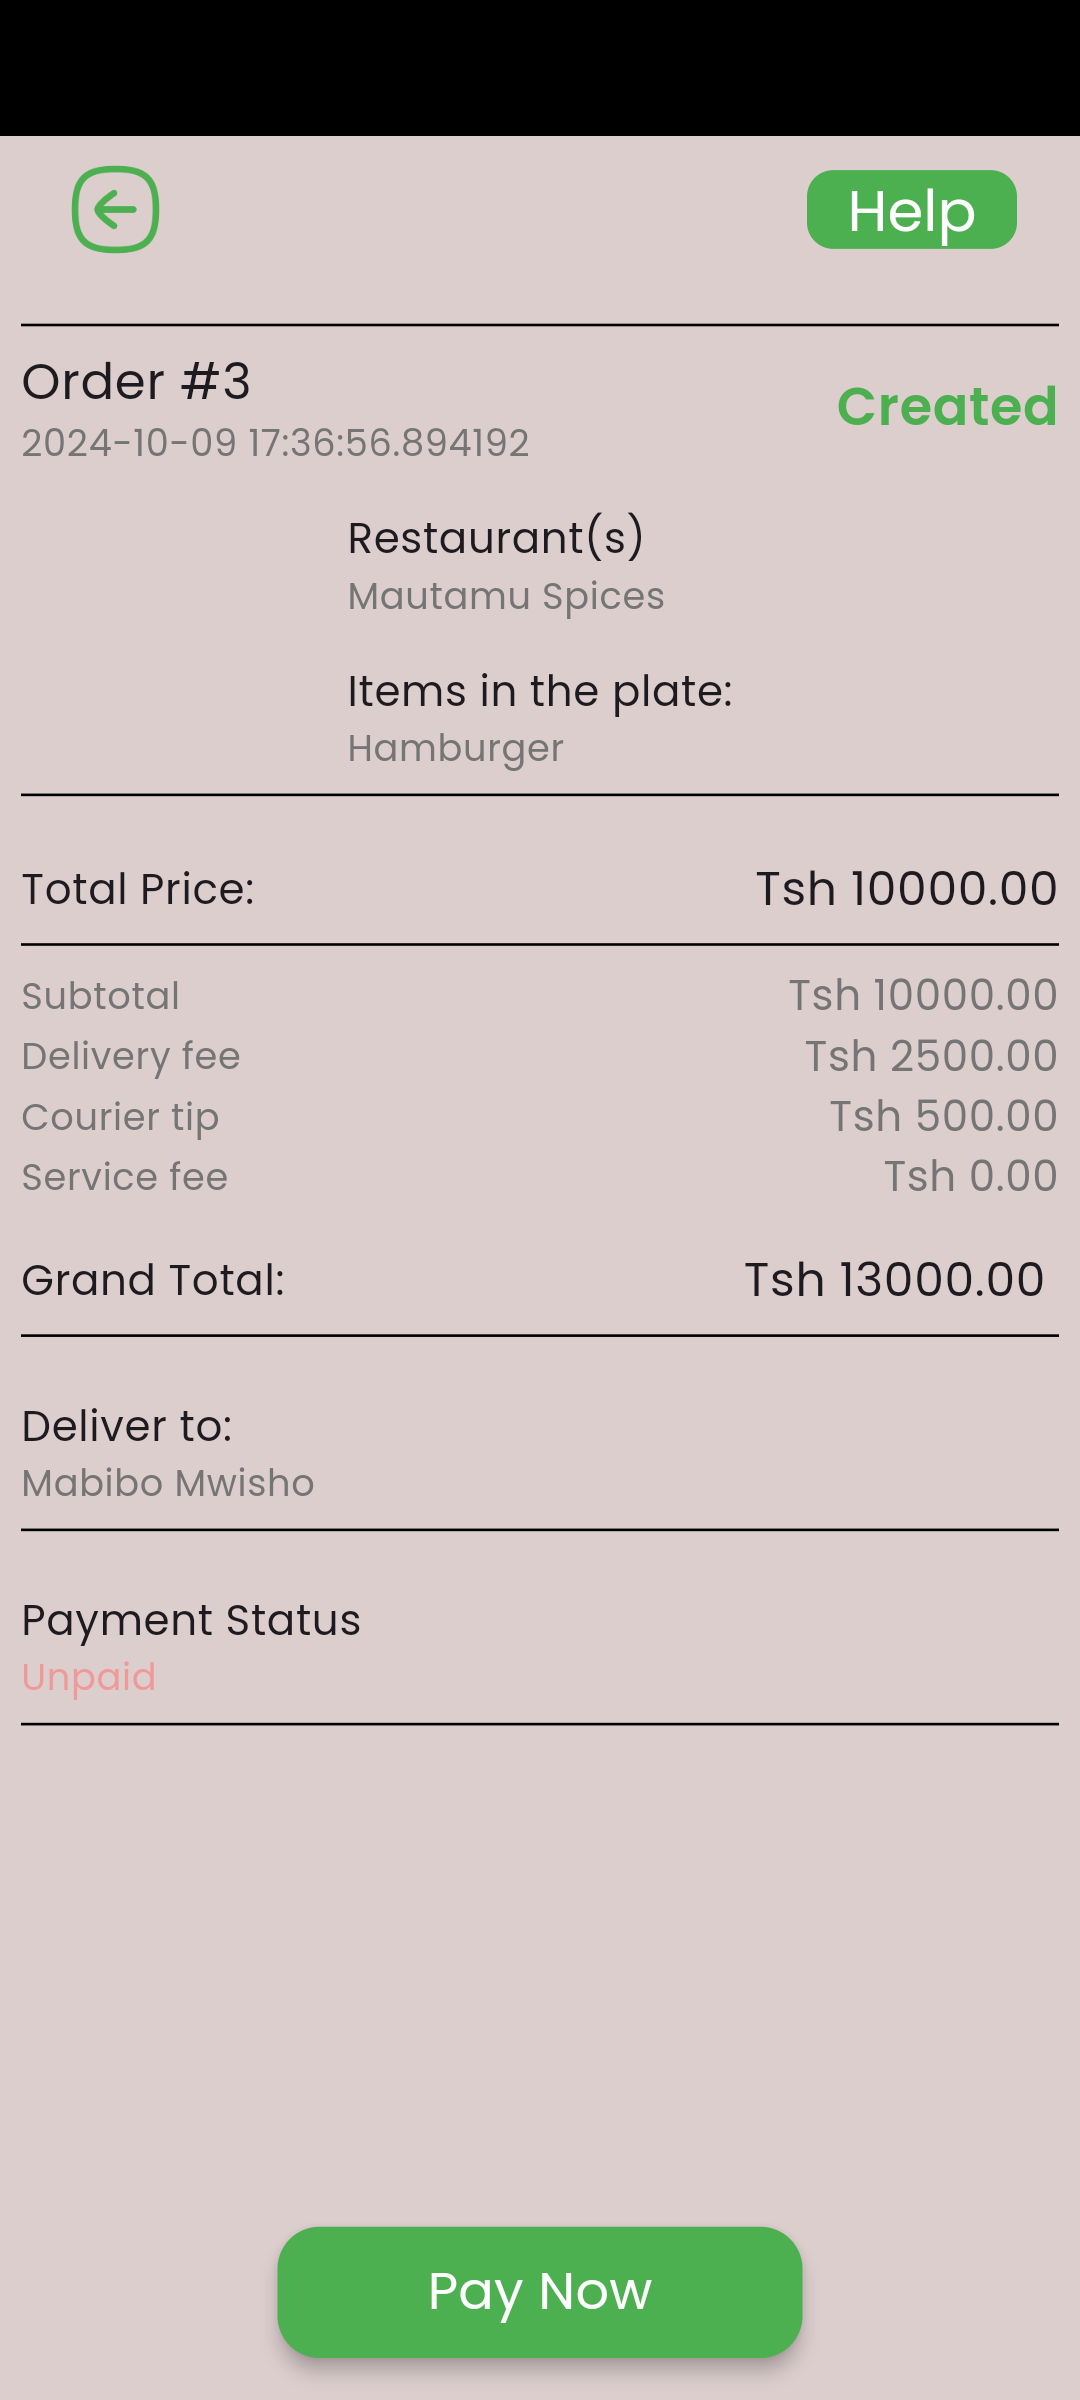 Help
Order #3
Created
2024-10-09 17:36:56.894192
Restaurant(s)
Mautamu Spices
Items in the plate:
Hamburger
Total Price: Tsh 10000.00
Subtotal Tsh 10000.00
Delivery fee Tsh 2500.00
Courier tip Tsh 500.00
Service fee Tsh 0.00
Grand Total: Tsh 13000.00
Deliver to:
Mabibo Mwisho
Payment Status
Unpaid
Pay Now